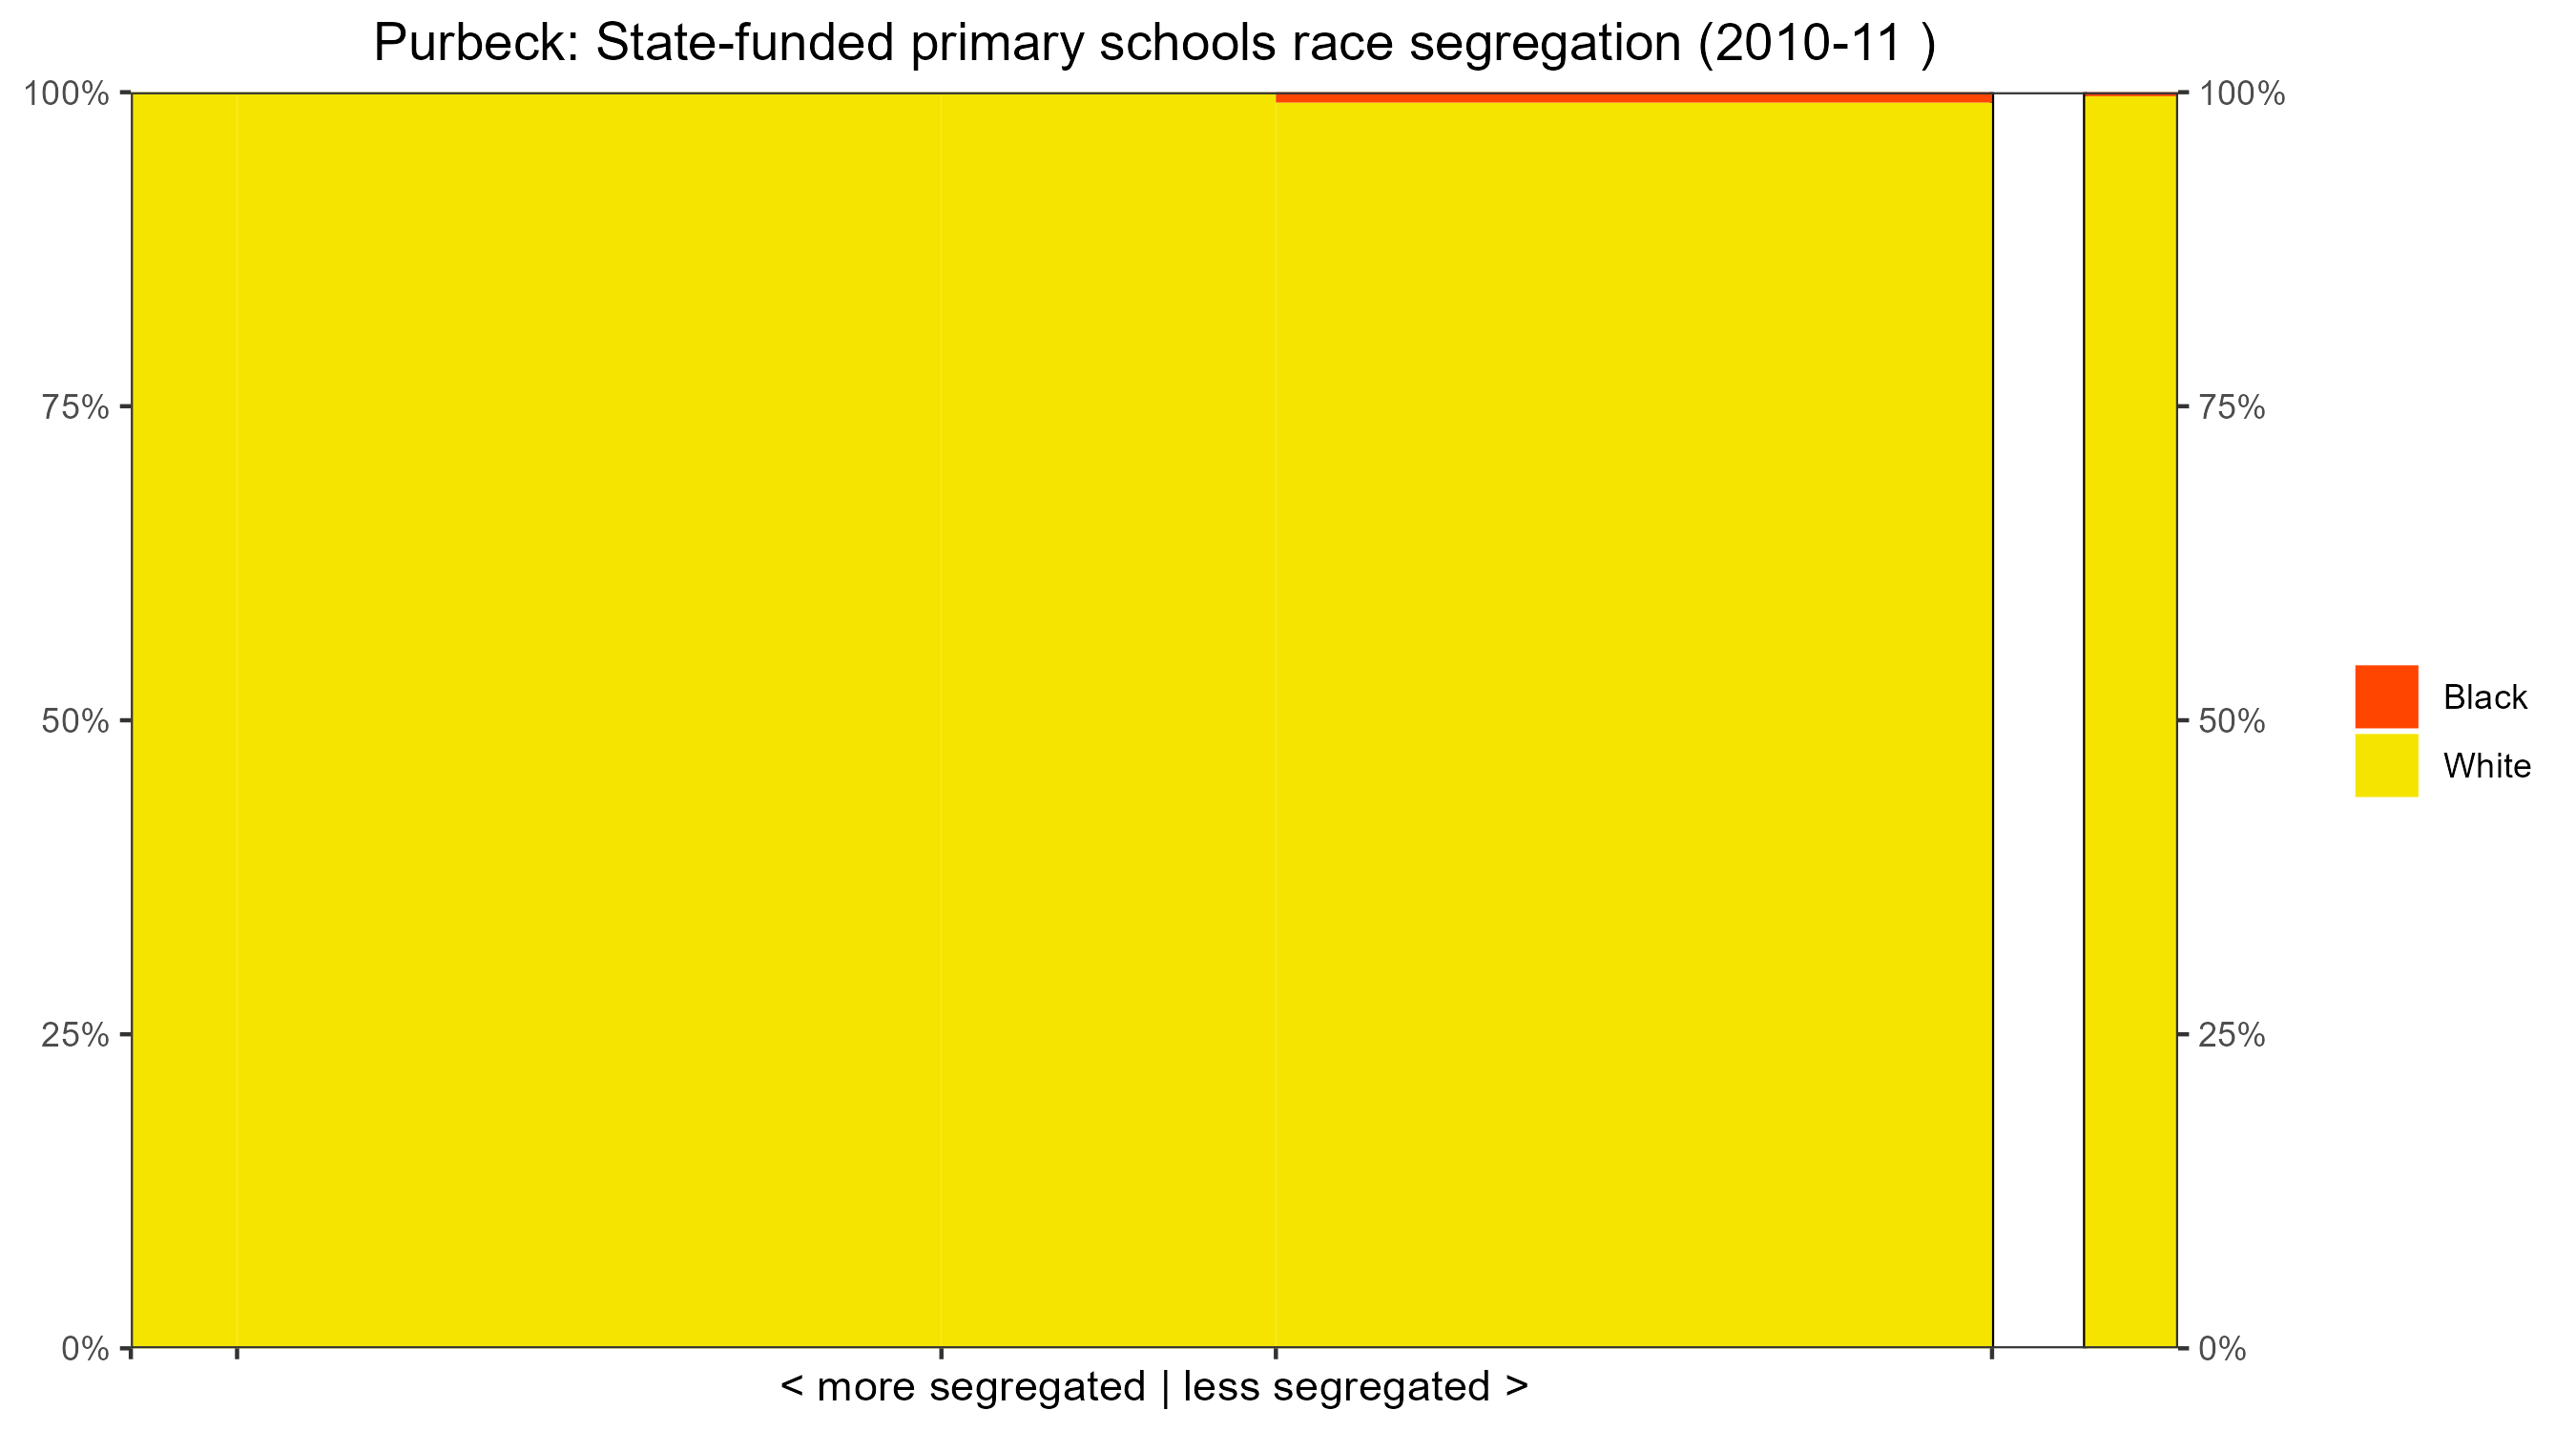 Purbeck: State-funded primary schools race segregation (2010-11 )
100%
75%
50%
25%
0%
100%
75%
50%
25%
0%
< more segregated | less segregated >
Black
White